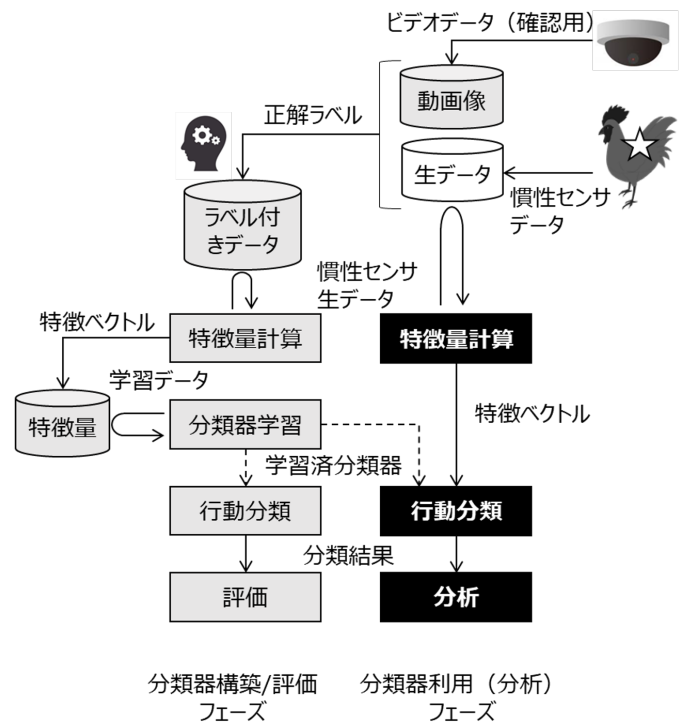 ビデオデータ（確認用）
動画像
正解ラベル
生データ
慣性センサ
データ
ラベル付
きデータ
慣性センサ
生データ
特徴ベクトル
特徴量計算
特徴量計算
学習データ
特徴量
分類器学習
特徴ベクトル
学習済分類器
行動分類
行動分類
分類結果
評価
分析
分類器構築/評価
フェーズ
分類器利用（分析）
フェーズ